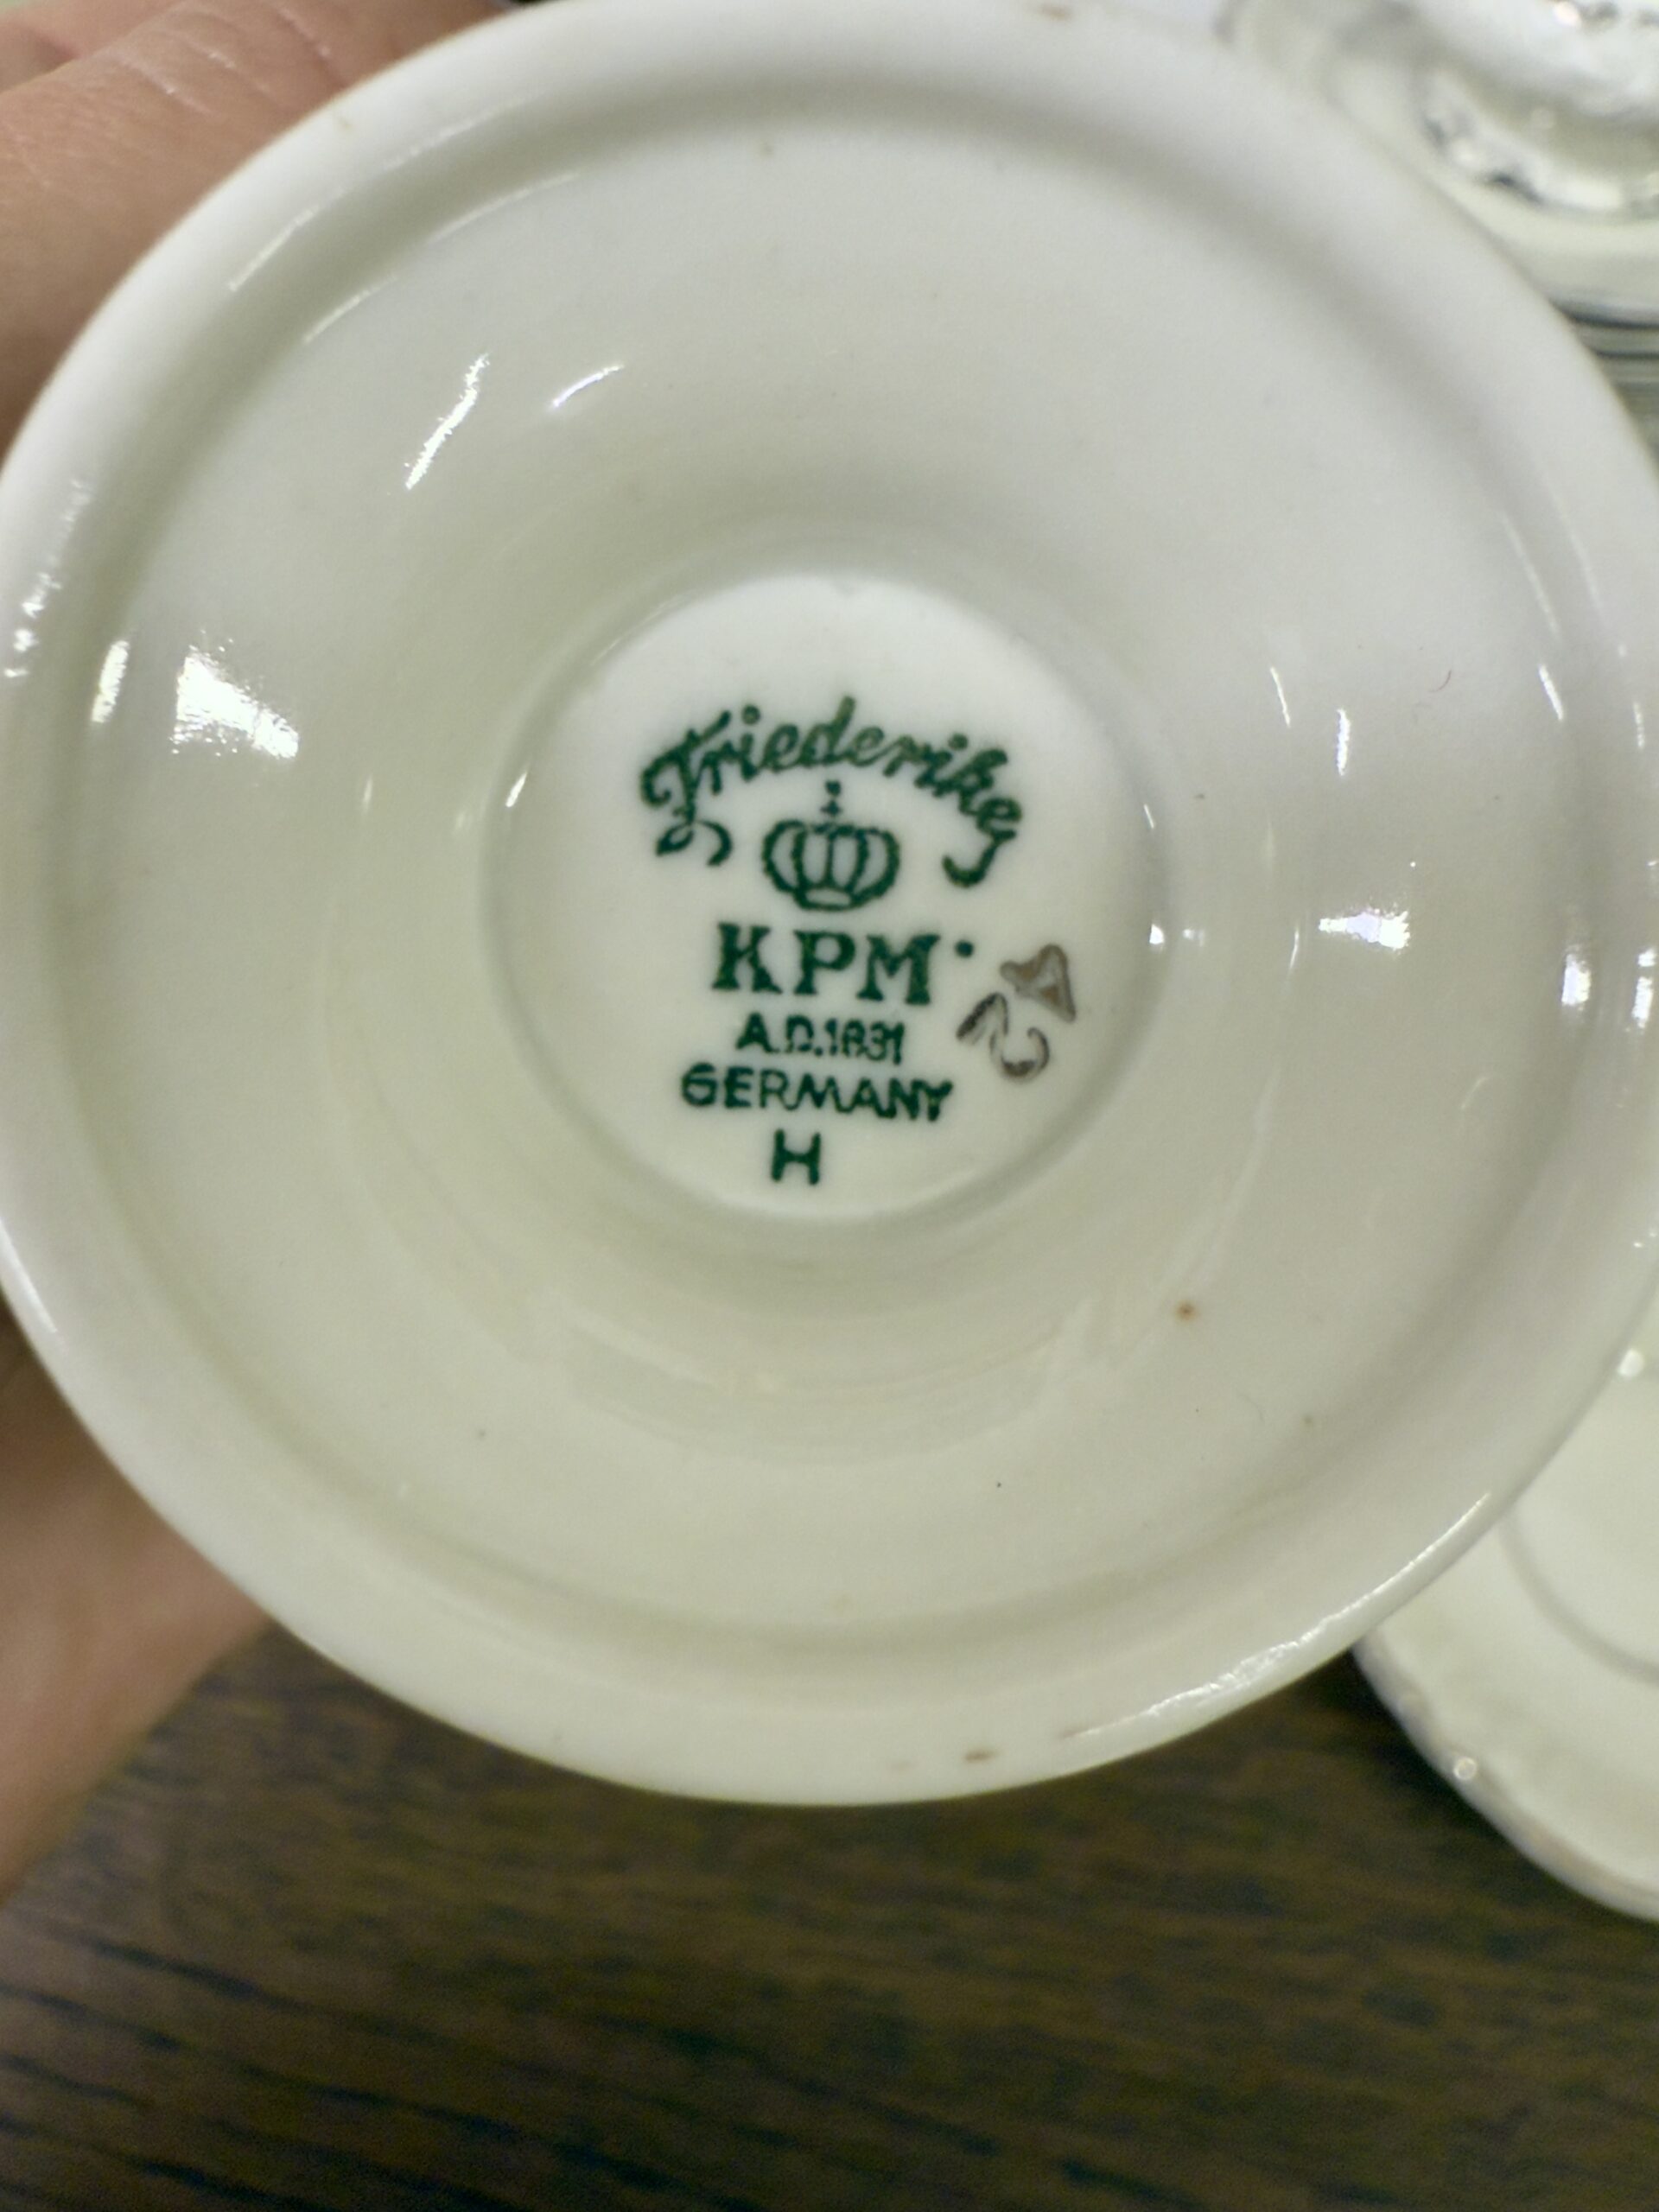 Friederike
KPM
A.D.1831
GERMANY
H